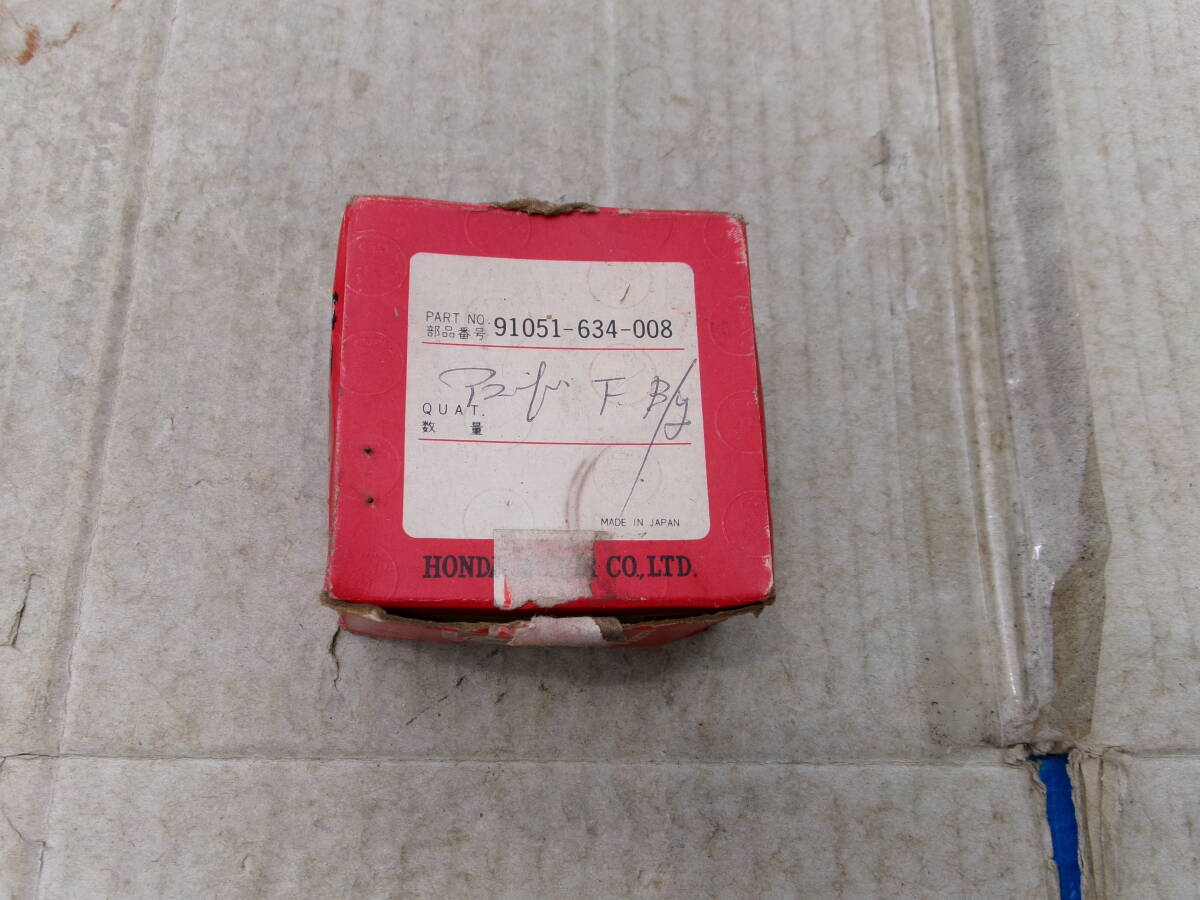 PART NO.
部品番号 91051-634-008
F. B/g
QUAT.
数 量
MADE IN JAPAN
HONDA CO.,LTD.